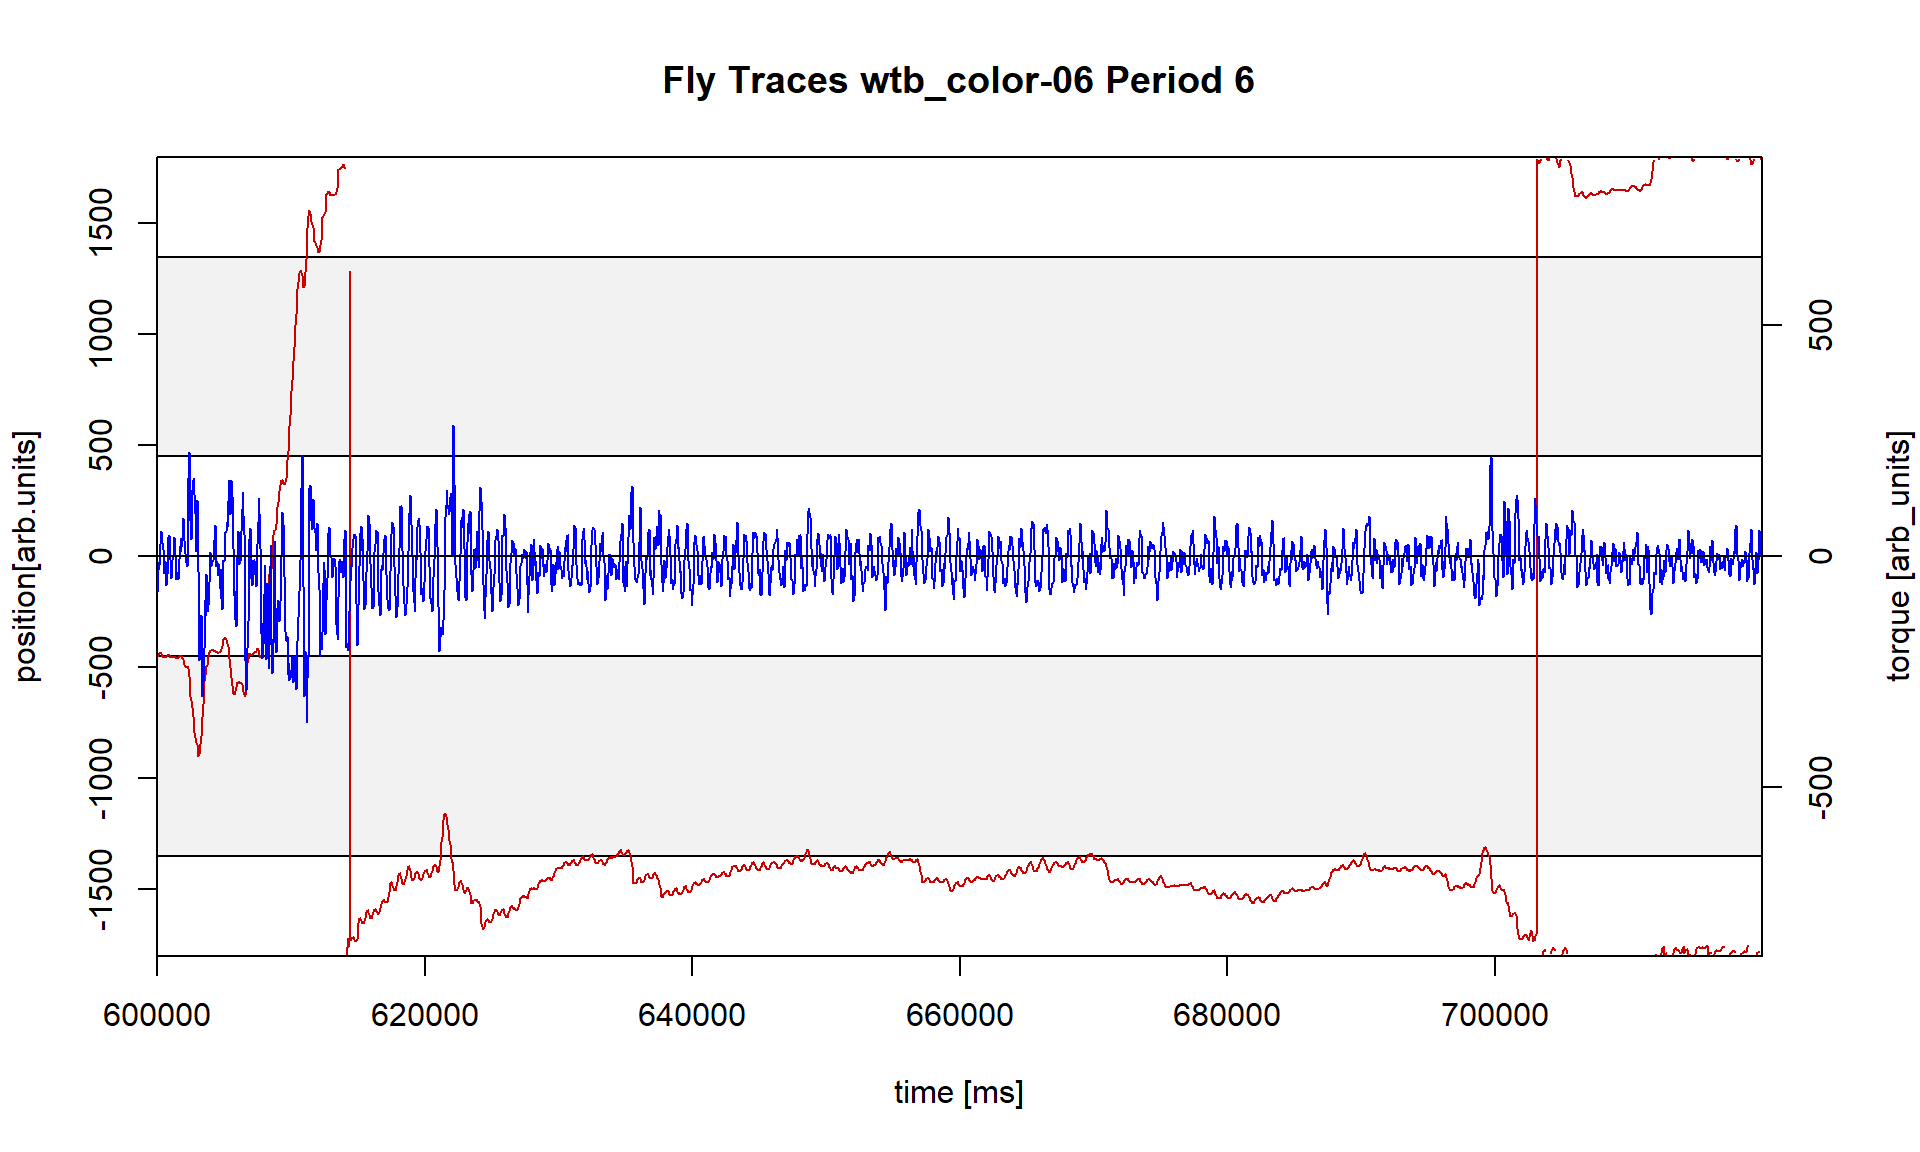 Fly Traces wtb_color-06 Period 6
position[arb.units]
1500
1000
500
0
-500
-1000
-1500
500
0
-500
torque [arb_units]
600000 620000 640000 660000 680000 700000
time [ms]